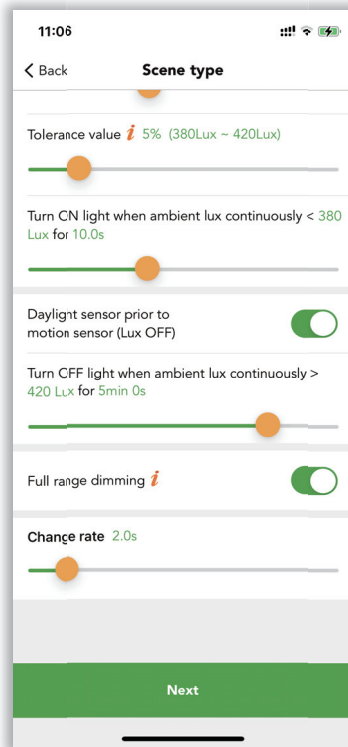 11:06
Back
Scene type
Tolerance value i 5% (380Lux ~ 420Lux)
Turn CN light when ambient lux continuously < 380
Lux for 10.0s
Daylight sensor prior to
motion sensor (Lux OFF)
Turn CFF light when ambient lux continuously >
420 Lux for 5min 0s
Full range dimming i
Change rate 2.0s
Next